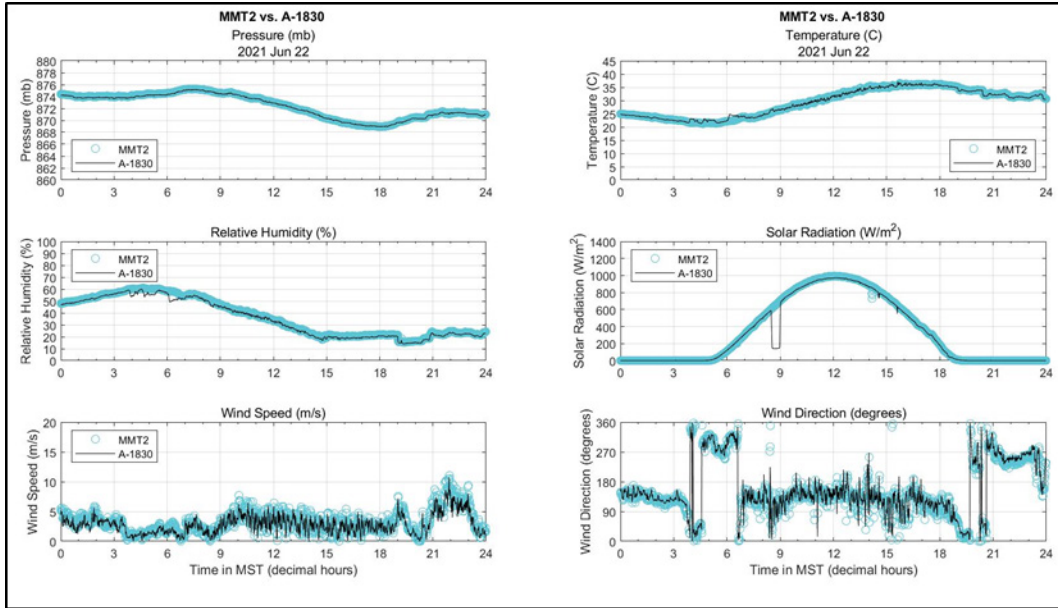 MMT2 vs. A-1830
Pressure (mb)
2021 Jun 22
Pressure (mb)
880
878
876
874
872
870
868
866
864
862
860
MMT2
A-1830
0 3 6 9 12 15 18 21 24
MMT2 vs. A-1830
Temperature (C)
2021 Jun 22
Temperature (C)
45
40
35
30
25
20
15
10
5
0
MMT2
A-1830
0 3 6 9 12 15 18 21 24
Relative Humidity (%)
Relative Humidity (%)
100
90
80
70
60
50
40
30
20
10
0
MMT2
A-1830
0 3 6 9 12 15 18 21 24
Solar Radiation (W/m²)
Solar Radiation (W/m²)
1400
1200
1000
800
600
400
200
0
MMT2
A-1830
0 3 6 9 12 15 18 21 24
Wind Speed (m/s)
Wind Speed (m/s)
20
15
10
5
0
MMT2
A-1830
0 3 6 9 12 15 18 21 24
Time in MST (decimal hours)
Wind Direction (degrees)
Wind Direction (degrees)
360
270
180
90
0
MMT2
A-1830
0 3 6 9 12 15 18 21 24
Time in MST (decimal hours)